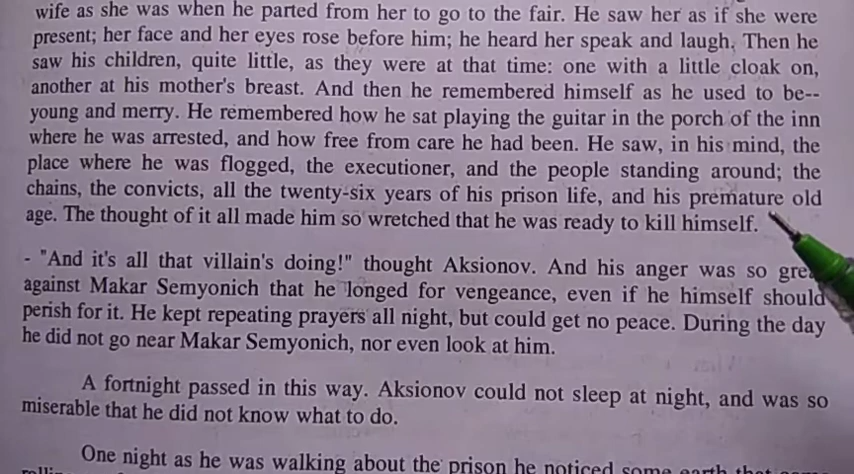 wife as she was when he parted from her to go to the fair. He saw her as if she were
present; her face and her eyes rose before him; he heard her speak and laugh. Then he
saw his children, quite little, as they were at that time: one with a little cloak on,
another at his mother's breast. And then he remembered himself as he used to be--
young and merry. He remembered how he sat playing the guitar in the porch of the inn
where he was arrested, and how free from care he had been. He saw, in his mind, the
place where he was flogged, the executioner, and the people standing around; the
chains, the convicts, all the twenty-six years of his prison life, and his premature old
age. The thought of it all made him so wretched that he was ready to kill himself.
- "And it's all that villain's doing!" thought Aksionov. And his anger was so
against Makar Semyonich that he longed for vengeance, even if he himself should
perish for it. He kept repeating prayers all night, but could get no peace. During the day
he did not go near Makar Semyonich, nor even look at him.
A fortnight passed in this way. Aksionov could not sleep at night, and was so
miserable that he did not know what to do.
One night as he was walking about the prison he noticed some earth that